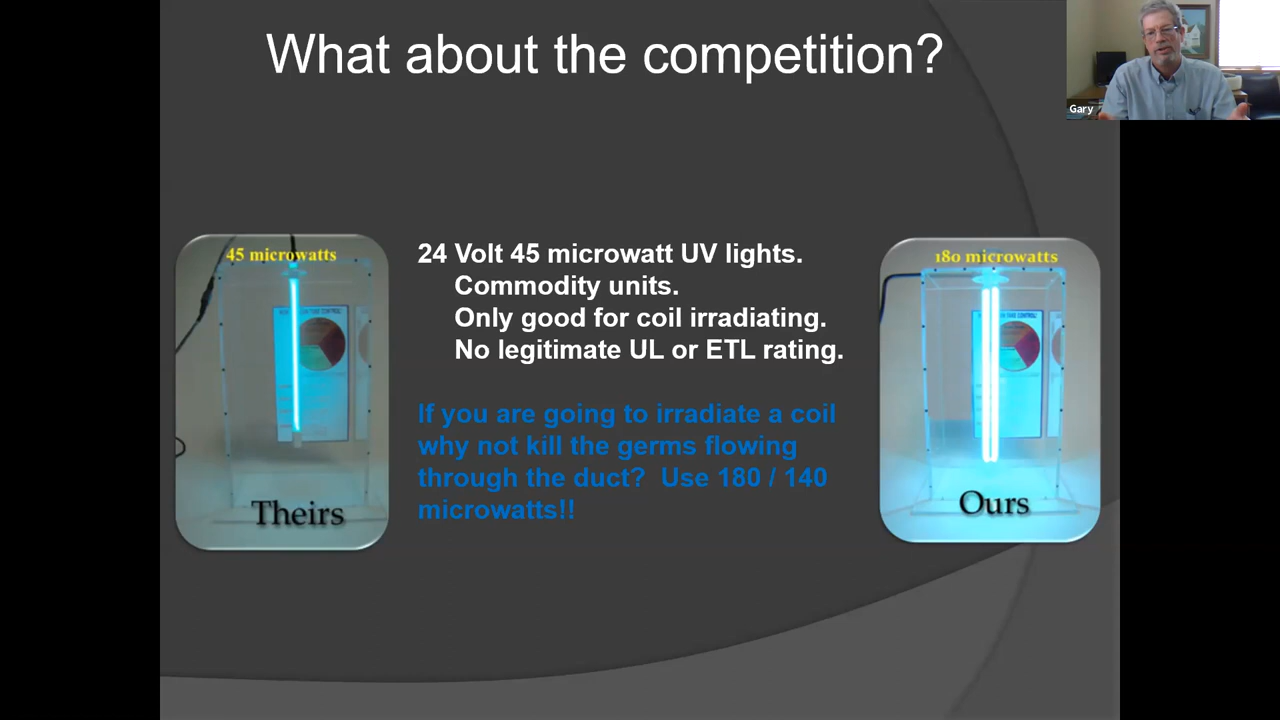 What about the competition?
Gary
45 microwatts
Theirs
24 Volt 45 microwatt UV lights.
Commodity units.
Only good for coil irradiating.
No legitimate UL or ETL rating.
If you are going to irradiate a coil
why not kill the germs flowing
through the duct? Use 180 / 140
microwatts!!
180 microwatts
Ours